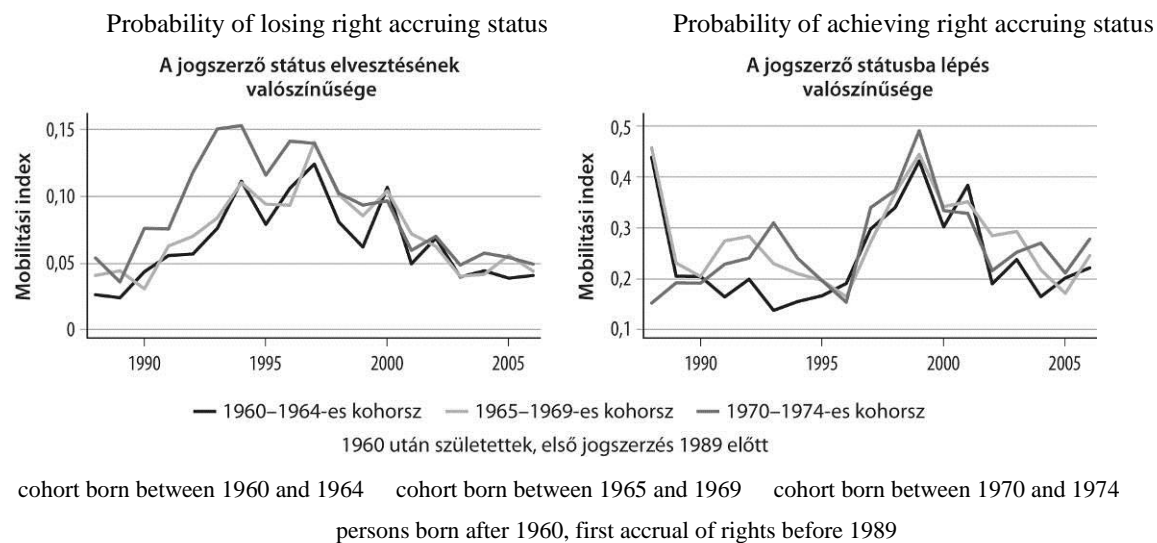 Probability of losing right accruing status
Probability of achieving right accruing status
A jogszerző státus elvesztésének
valószínűsége
Mobilitási index
0,15
0,10
0,05
0
1990
1995
2000
2005
A jogszerző státusba lépés
valószínűsége
Mobilitási index
0,5
0,4
0,3
0,2
0,1
1990
1995
2000
2005
1960–1964-es kohorsz
1965–1969-es kohorsz
1970–1974-es kohorsz
1960 után születettek, első jogszerzés 1989 előtt
cohort born between 1960 and 1964
cohort born between 1965 and 1969
cohort born between 1970 and 1974
persons born after 1960, first accrual of rights before 1989